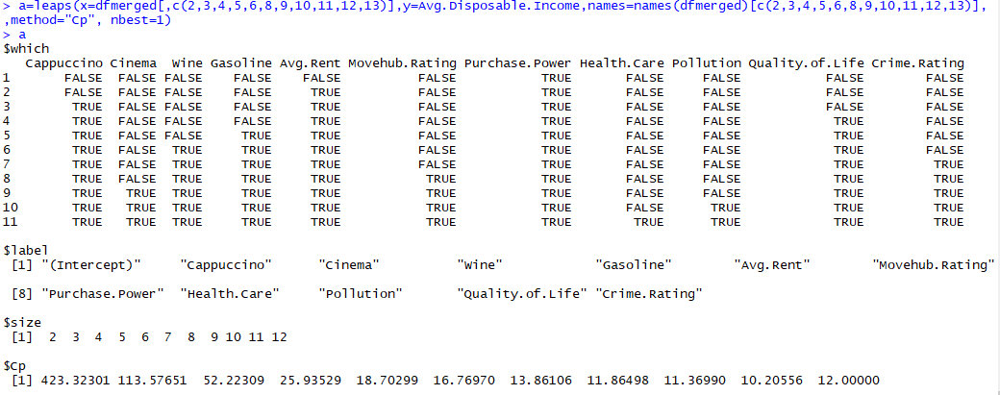 > a=leaps(x=dfmerged[,c(2,3,4,5,6,8,9,10,11,12,13)],y=Avg.Disposable.Income,names=names(dfmerged)[c(2,3,4,5,6,8,9,10,11,12,13)],
,method="Cp", nbest=1)
> a
$which
Cappuccino Cinema Wine Gasoline Avg.Rent Movehub.Rating Purchase.Power Health.Care Pollution Quality.of.Life Crime.Rating
1 FALSE FALSE FALSE FALSE FALSE FALSE TRUE FALSE FALSE FALSE FALSE
2 FALSE FALSE FALSE FALSE TRUE FALSE TRUE FALSE FALSE FALSE FALSE
3 TRUE FALSE FALSE FALSE TRUE FALSE TRUE FALSE FALSE FALSE FALSE
4 TRUE FALSE FALSE FALSE TRUE FALSE TRUE FALSE FALSE TRUE FALSE
5 TRUE FALSE FALSE TRUE TRUE FALSE TRUE FALSE FALSE TRUE FALSE
6 TRUE FALSE TRUE TRUE TRUE FALSE TRUE FALSE FALSE TRUE FALSE
7 TRUE FALSE TRUE TRUE TRUE FALSE TRUE FALSE FALSE TRUE TRUE
8 TRUE FALSE TRUE TRUE TRUE TRUE TRUE FALSE FALSE TRUE TRUE
9 TRUE TRUE TRUE TRUE TRUE TRUE TRUE FALSE FALSE TRUE TRUE
10 TRUE TRUE TRUE TRUE TRUE TRUE TRUE FALSE TRUE TRUE TRUE
11 TRUE TRUE TRUE TRUE TRUE TRUE TRUE TRUE TRUE TRUE TRUE
$label
[1] "(Intercept)" "Cappuccino" "Cinema" "Wine" "Gasoline" "Avg.Rent" "Movehub.Rating"
[8] "Purchase.Power" "Health.Care" "Pollution" "Quality.of.Life" "Crime.Rating"
$size
[1] 2 3 4 5 6 7 8 9 10 11 12
$Cp
[1] 423.32301 113.57651 52.22309 25.93529 18.70299 16.76970 13.86106 11.86498 11.36990 10.20556 12.00000